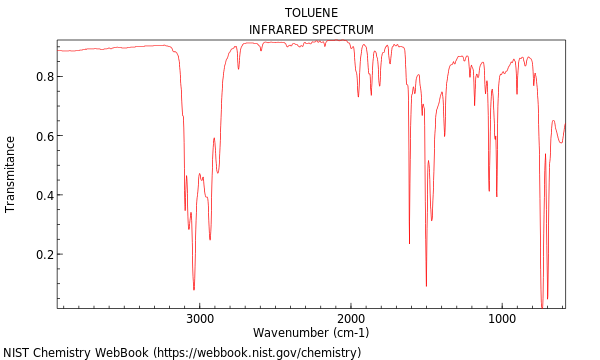 TOLUENE
INFRARED SPECTRUM
Transmitance
0.8
0.6
0.4
0.2
3000 2000 1000
Wavenumber (cm-1)
NIST Chemistry WebBook (https://webbook.nist.gov/chemistry)